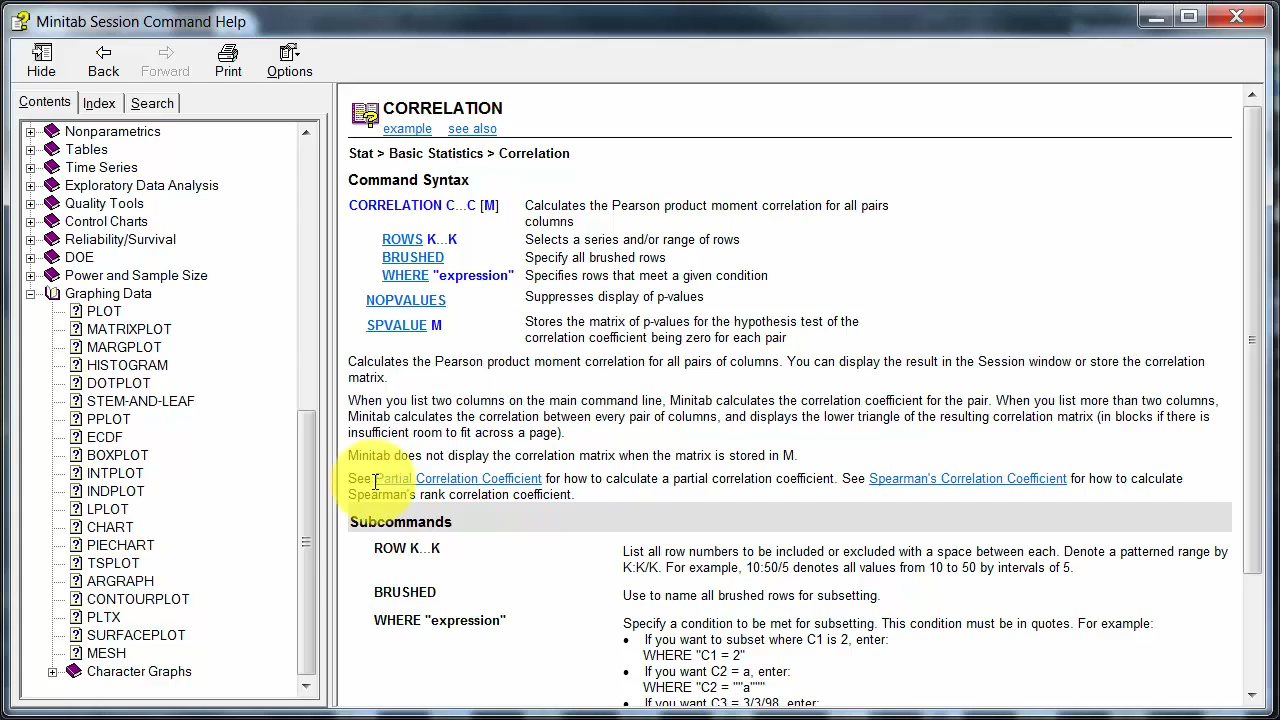 Minitab Session Command Help
Hide Back Forward Print Options
Contents Index Search
Nonparametrics
Tables
Time Series
Exploratory Data Analysis
Quality Tools
Control Charts
Reliability/Survival
DOE
Power and Sample Size
Graphing Data
PLOT
MATRIXPLOT
MARGPLOT
HISTOGRAM
DOTPLOT
STEM-AND-LEAF
PPLOT
ECDF
BOXPLOT
INTPLOT
INDPLOT
LPLOT
CHART
PIECHART
TSPLOT
ARGRAPH
CONTOURPLOT
PLTX
SURFACEPLOT
MESH
Character Graphs
CORRELATION
example see also
Stat > Basic Statistics > Correlation
Command Syntax
CORRELATION C...C [M] Calculates the Pearson product moment correlation for all pairs
columns
ROWS K...K Selects a series and/or range of rows
BRUSHED Specify all brushed rows
WHERE "expression" Specifies rows that meet a given condition
NOPVALUES Suppresses display of p-values
SPVALUE M Stores the matrix of p-values for the hypothesis test of the
correlation coefficient being zero for each pair
Calculates the Pearson product moment correlation for all pairs of columns. You can display the result in the Session window or store the correlation
matrix.
When you list two columns on the main command line, Minitab calculates the correlation coefficient for the pair. When you list more than two columns,
Minitab calculates the correlation between every pair of columns, and displays the lower triangle of the resulting correlation matrix (in blocks if there is
insufficient room to fit across a page).
Minitab does not display the correlation matrix when the matrix is stored in M.
See Partial Correlation Coefficient for how to calculate a partial correlation coefficient. See Spearman's Correlation Coefficient for how to calculate
Spearman's rank correlation coefficient.
Subcommands
ROW K...K List all row numbers to be included or excluded with a space between each. Denote a patterned range by
K:K/K. For example, 10:50/5 denotes all values from 10 to 50 by intervals of 5.
BRUSHED Use to name all brushed rows for subsetting.
WHERE "expression" Specify a condition to be met for subsetting. This condition must be in quotes. For example:
• If you want to subset where C1 is 2, enter:
WHERE "C1 = 2"
• If you want C2 = a, enter:
WHERE "C2 = ""a"""
• If you want C3 = 3/3/98, enter: